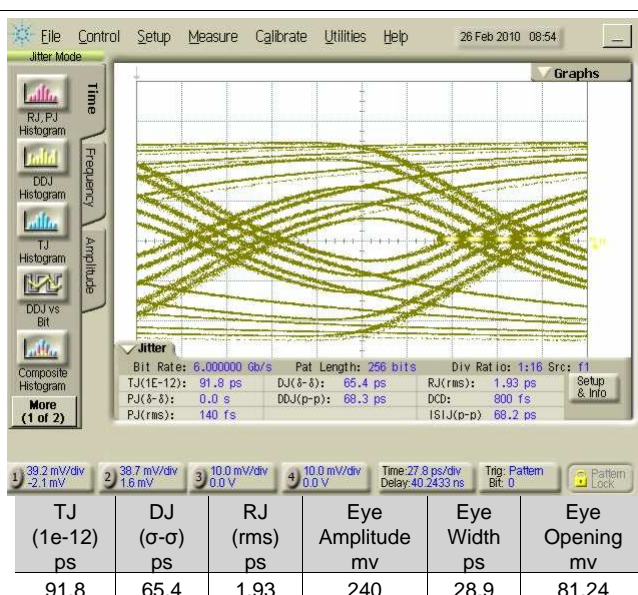 File Control Setup Measure Calibrate Utilities Help 26 Feb 2010 08:54
Jitter Mode
Graphs
RJ, PJ
Histogram
DDJ
Histogram
TJ
Histogram
DDJ vs
Bit
Composite
Histogram
More
(1 of 2)
Time
Frequency
Amplitude
Jitter
Bit Rate: 6.000000 Gb/s Pat Length: 256 bits Div Ratio: 1:16 Src: f1
TJ(1E-12): 91.8 ps DJ(δ-δ): 65.4 ps RJ(rms): 1.93 ps
PJ(δ-δ): 0.0 s DDJ(p-p): 68.3 ps DCD: 800 fs
PJ(rms): 140 fs ISIJ(p-p) 68.2 ps
Setup
& Info
1) 39.2 mV/div 2) 38.7 mV/div 3) 10.0 mV/div 4) 10.0 mV/div Time:27.8 ps/div Trig: Pattern Pattern
-2.1 mV 1.6 mV 0.0 V 0.0 V Delay:40.2433 ns Bit: 0 Lock
TJ DJ RJ Eye Eye Eye
(1e-12) (σ-σ) (rms) Amplitude Width Opening
ps ps ps mv ps mv
91.8 65.4 1.93 240 28.9 81.24